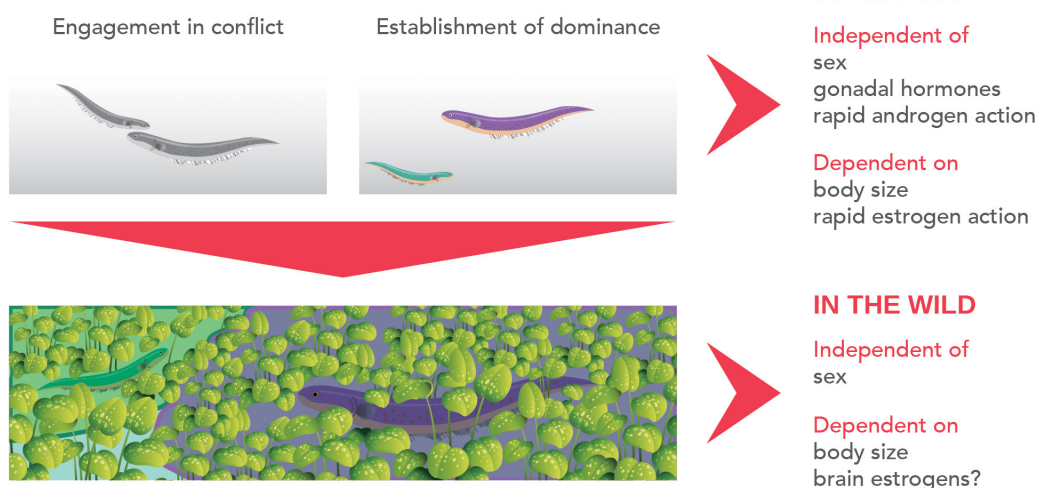 Engagement in conflict
Establishment of dominance
Independent of
sex
gonadal hormones
rapid androgen action
Dependent on
body size
rapid estrogen action
IN THE WILD
Independent of
sex
Dependent on
body size
brain estrogens?